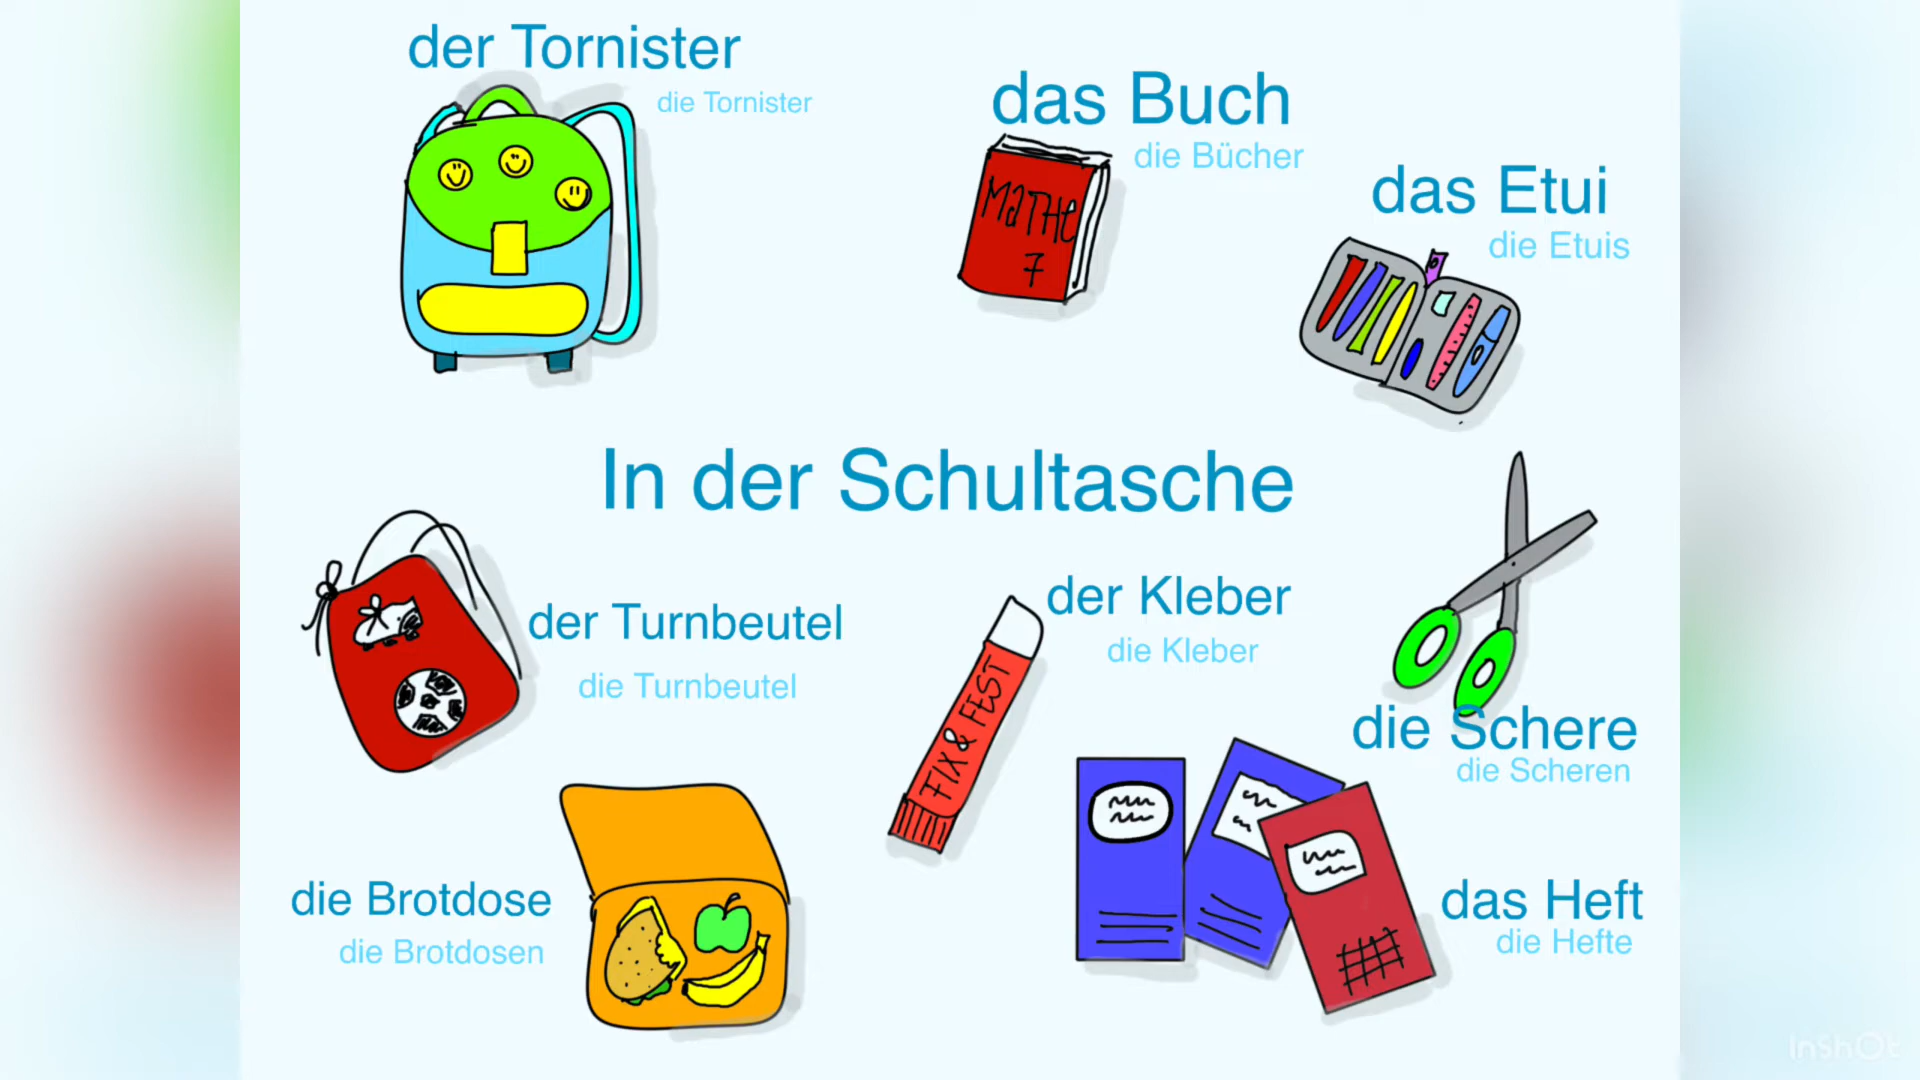 der Tornister
die Tornister
das Buch
die Bücher
MATHE
7
das Etui
die Etuis
In der Schultasche
der Turnbeutel
die Turnbeutel
der Kleber
die Kleber
FIX & FEST
die Schere
die Scheren
die Brotdose
die Brotdosen
das Heft
die Hefte
InShOt